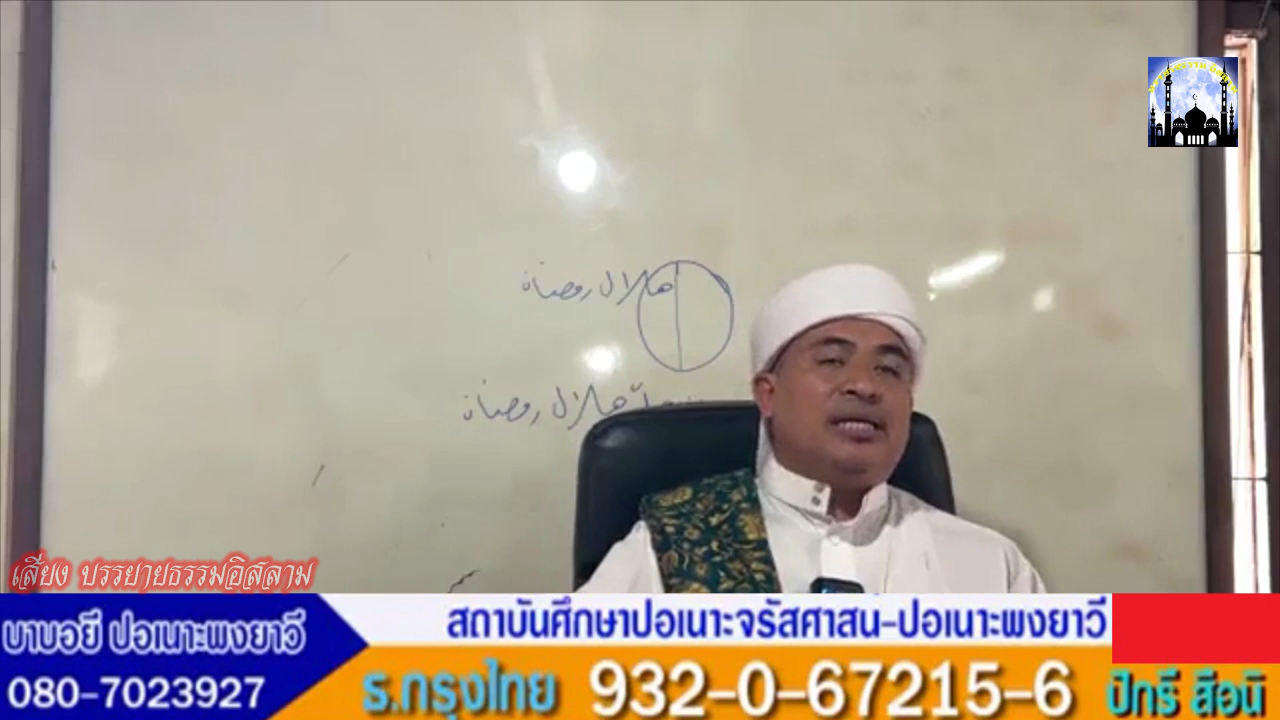 هلال رمضان
هلال رمضان
เสียง บรรยายธรรมอิสลาม
บาบอยี ปอเนาะพงยาวี
080-7023927
สถาบันศึกษาปอเนาะจรัสศาสน-ปอเนาะพงยาวี
ธ.กรุงไทย 932-0-67215-6 ปิทรี สือนิ